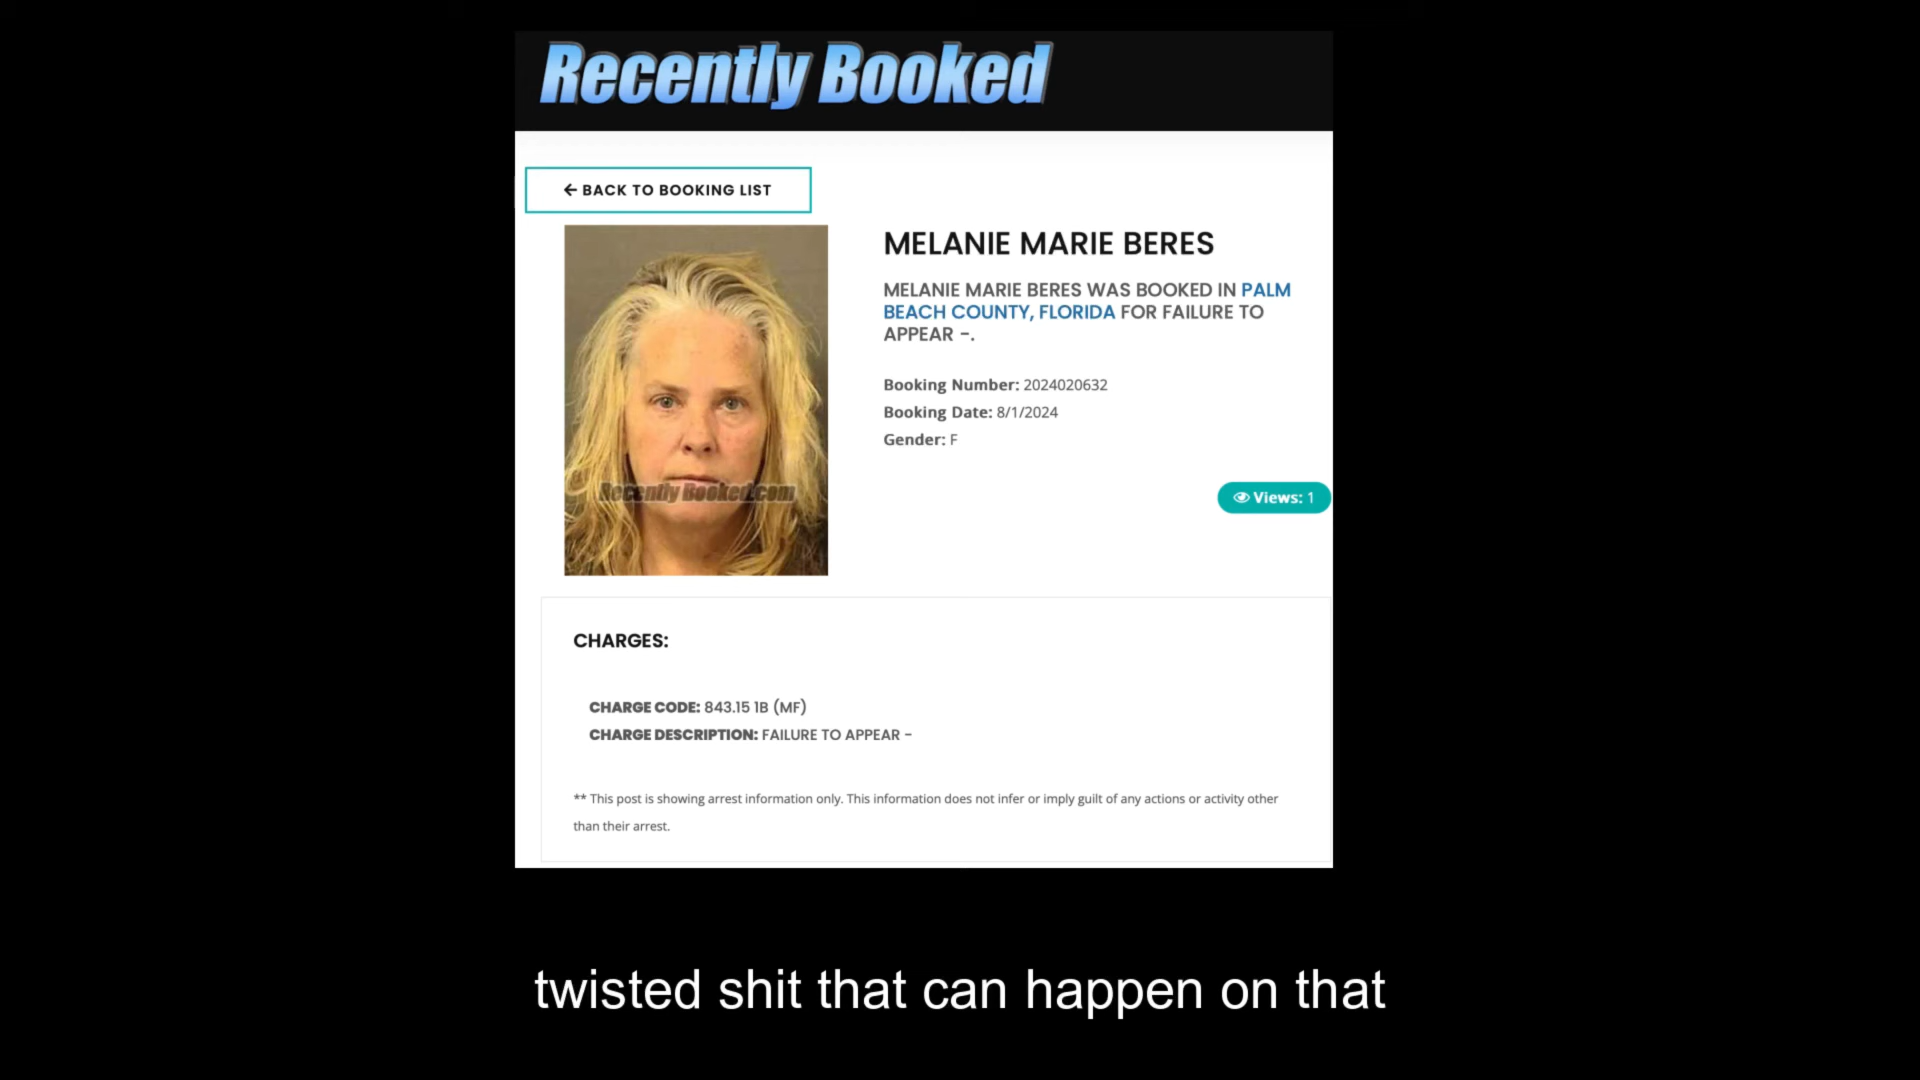 Recently Booked
← BACK TO BOOKING LIST
MELANIE MARIE BERES
MELANIE MARIE BERES WAS BOOKED IN PALM
BEACH COUNTY, FLORIDA FOR FAILURE TO
APPEAR -.
Booking Number: 2024020632
Booking Date: 8/1/2024
Gender: F
Recently Booked.com
Views: 1
CHARGES:
CHARGE CODE: 843.15 1B (MF)
CHARGE DESCRIPTION: FAILURE TO APPEAR -
** This post is showing arrest information only. This information does not infer or imply guilt of any actions or activity other
than their arrest.
twisted shit that can happen on that